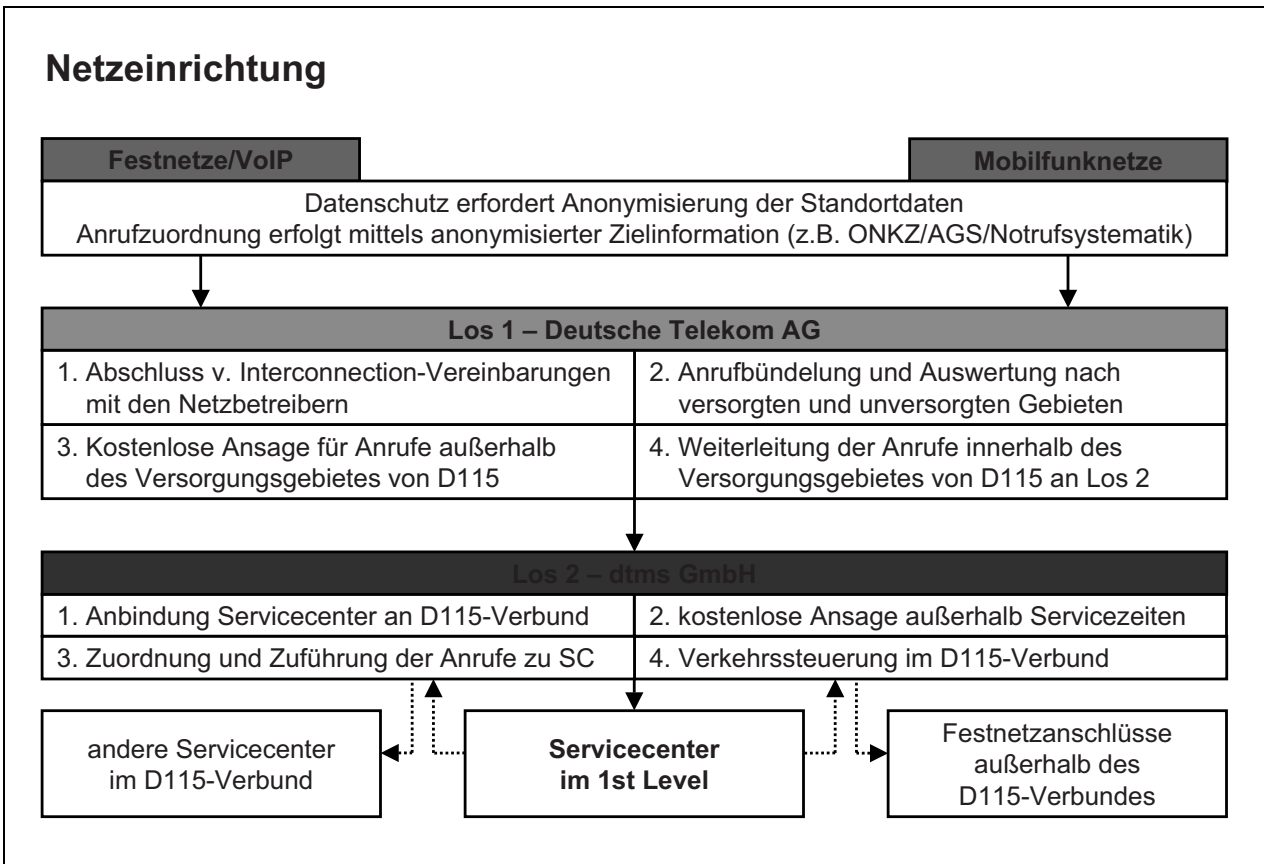 Netzeinrichtung
Festnetze/VoIP
Mobilfunknetze
Datenschutz erfordert Anonymisierung der Standortdaten
Anrufzuordnung erfolgt mittels anonymisierter Zielinformation (z.B. ONKZ/AGS/Notrufsystematik)
Los 1 – Deutsche Telekom AG
1. Abschluss v. Interconnection-Vereinbarungen
mit den Netzbetreibern
2. Anrufbündelung und Auswertung nach
versorgten und unversorgten Gebieten
3. Kostenlose Ansage für Anrufe außerhalb
des Versorgungsgebietes von D115
4. Weiterleitung der Anrufe innerhalb des
Versorgungsgebietes von D115 an Los 2
Los 2 – dtms GmbH
1. Anbindung Servicecenter an D115-Verbund
2. kostenlose Ansage außerhalb Servicezeiten
3. Zuordnung und Zuführung der Anrufe zu SC
4. Verkehrssteuerung im D115-Verbund
andere Servicecenter
im D115-Verbund
Servicecenter
im 1st Level
Festnetzanschlüsse
außerhalb des
D115-Verbundes